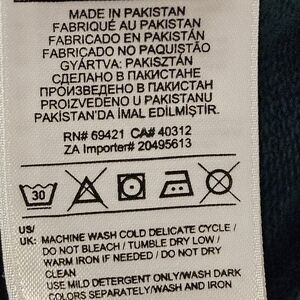 MADE IN PAKISTAN
FABRIQUÉ AU PAKISTAN
FABRICADO EN PAKISTÁN
FABRICADO NO PAQUISTÃO
GYÁRTVA: PAKISZTÁN
СДЕЛАНО В ПАКИСТАНЕ
ПРОИЗВЕДЕНО В ПАКИСТАН
PROIZVEDENO U PAKISTANU
PAKİSTAN'DA İMAL EDİLMİŞTİR.
RN# 69421 CA# 40312
ZA Importer# 20495613
30
US/
UK: MACHINE WASH COLD DELICATE CYCLE /
DO NOT BLEACH / TUMBLE DRY LOW /
WARM IRON IF NEEDED / DO NOT DRY
CLEAN
USE MILD DETERGENT ONLY/WASH DARK
COLORS SEPARATELY/WASH AND IRON